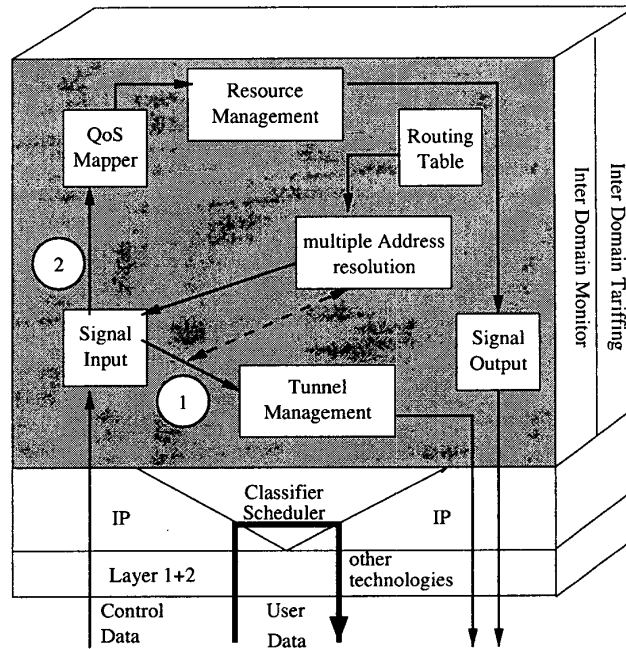 Resource
Management
QoS
Mapper
Routing
Table
multiple Address
resolution
2
Signal
Input
1
Tunnel
Management
Signal
Output
Inter Domain Monitor
Inter Domain Tariffing
Classifier
Scheduler
IP
IP
Layer 1+2
other
technologies
Control
Data
User
Data